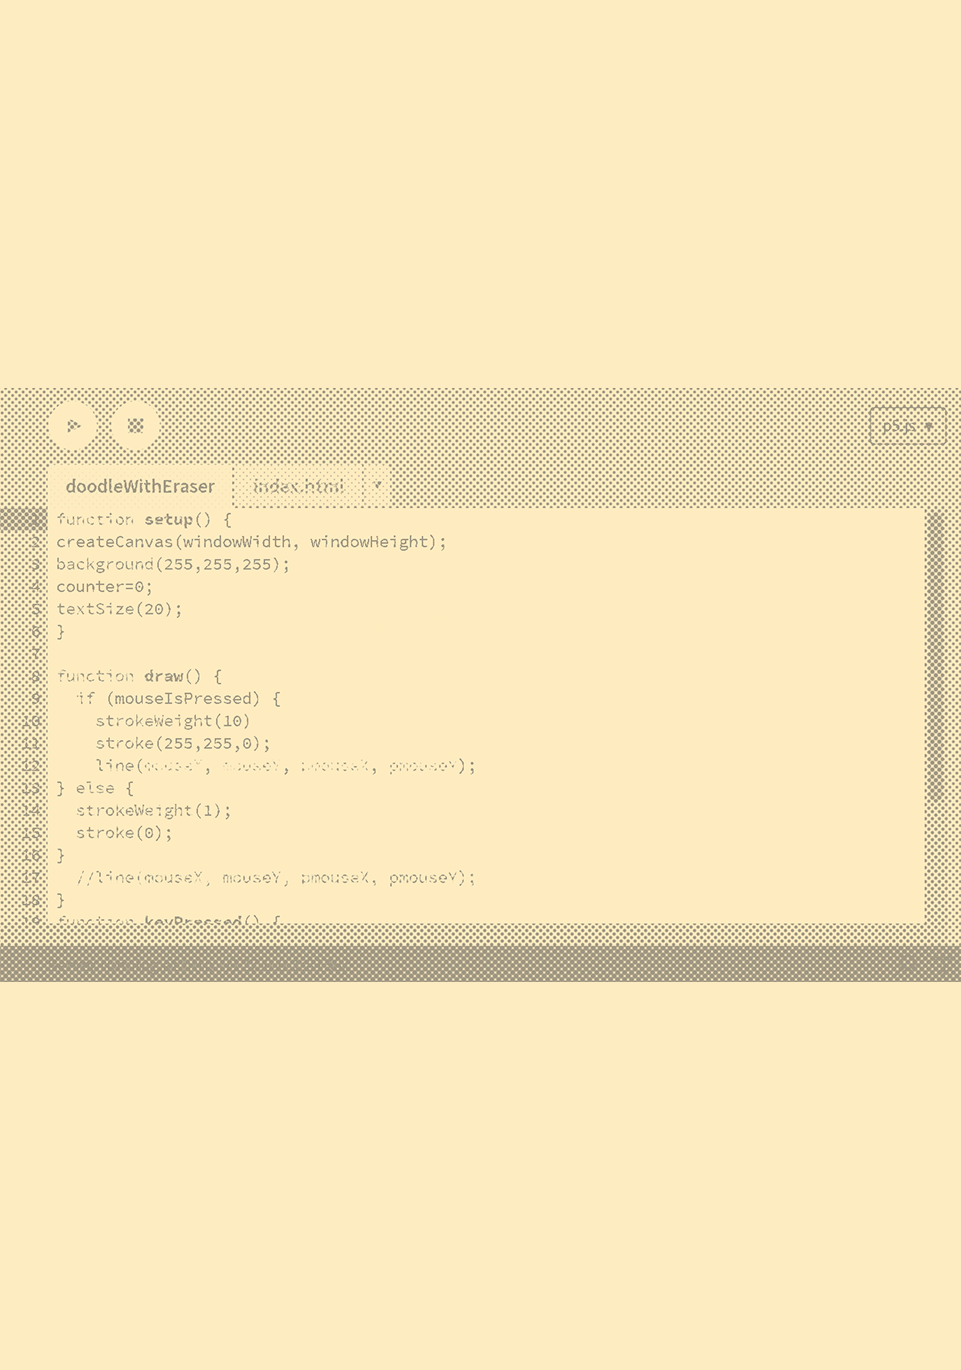 p5.js ▼
doodleWithEraser index.html ▼
1 function setup() {
2 createCanvas(windowWidth, windowHeight);
3 background(255,255,255);
4 counter=0;
5 textSize(20);
6 }
7
8 function draw() {
9 if (mouseIsPressed) {
10 strokeWeight(10)
11 stroke(255,255,0);
12 line(mouseX, mouseY, pmouseX, pmouseY);
13 } else {
14 strokeWeight(1);
15 stroke(0);
16 }
17 //line(mouseX, mouseY, pmouseX, pmouseY);
18 }
19 function keyPressed() {